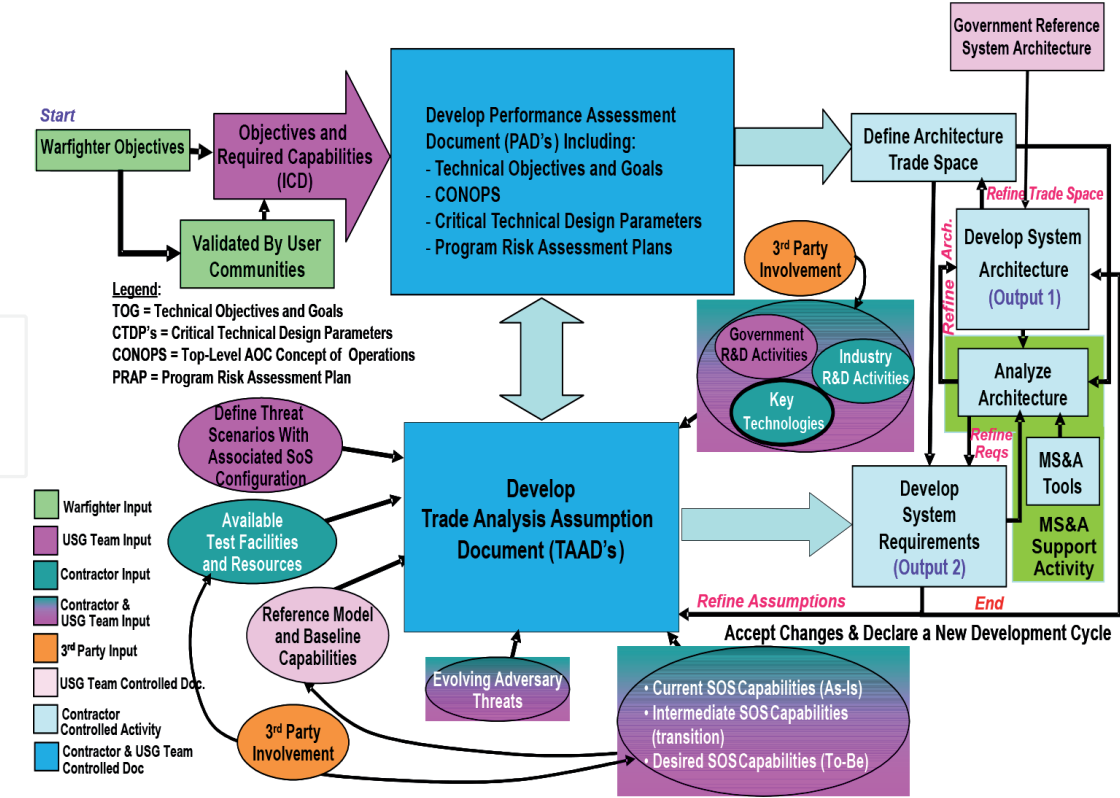 Government Reference
System Architecture
Start
Warfighter Objectives
Objectives and
Required Capabilities
(ICD)
Validated By User
Communities
Develop Performance Assessment
Document (PAD's) Including:
- Technical Objectives and Goals
- CONOPS
- Critical Technical Design Parameters
- Program Risk Assessment Plans
Define Architecture
Trade Space
Refine Trade Space
Develop System
Architecture
(Output 1)
Refine Arch.
Analyze
Architecture
Refine
Reqs
MS&A
Tools
MS&A
Support
Activity
Develop
System
Requirements
(Output 2)
3rd Party
Involvement
Government
R&D Activities
Industry
R&D Activities
Key
Technologies
Legend:
TOG = Technical Objectives and Goals
CTDP's = Critical Technical Design Parameters
CONOPS = Top-Level AOC Concept of Operations
PRAP = Program Risk Assessment Plan
Define Threat
Scenarios With
Associated SoS
Configuration
Available
Test Facilities
and Resources
Reference Model
and Baseline
Capabilities
Develop
Trade Analysis Assumption
Document (TAAD's)
Refine Assumptions
End
Accept Changes & Declare a New Development Cycle
Evolving Adversary
Threats
• Current SOS Capabilities (As-Is)
• Intermediate SOS Capabilities
(transition)
• Desired SOS Capabilities (To-Be)
3rd Party
Involvement
Warfighter Input
USG Team Input
Contractor Input
Contractor &
USG Team Input
3rd Party Input
USG Team Controlled Doc.
Contractor
Controlled Activity
Contractor & USG Team
Controlled Doc